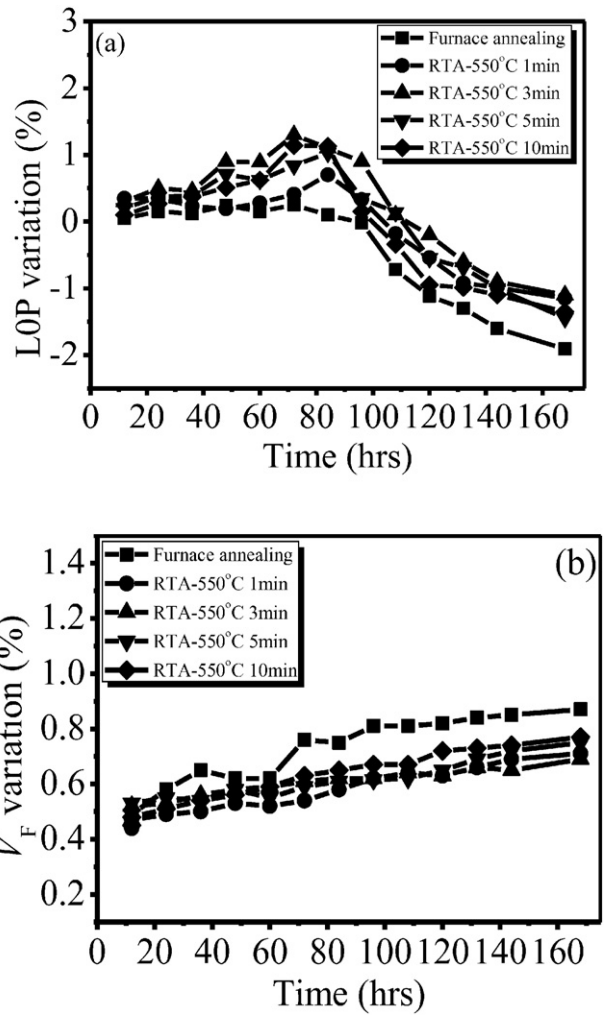 (a)
3
2
1
0
-1
-2
L0P variation (%)
Furnace annealing
RTA-550°C 1min
RTA-550°C 3min
RTA-550°C 5min
RTA-550°C 10min
0 20 40 60 80 100 120 140 160
Time (hrs)
(b)
1.4
1.2
1.0
0.8
0.6
0.4
0.2
VF variation (%)
Furnace annealing
RTA-550°C 1min
RTA-550°C 3min
RTA-550°C 5min
RTA-550°C 10min
0 20 40 60 80 100 120 140 160
Time (hrs)